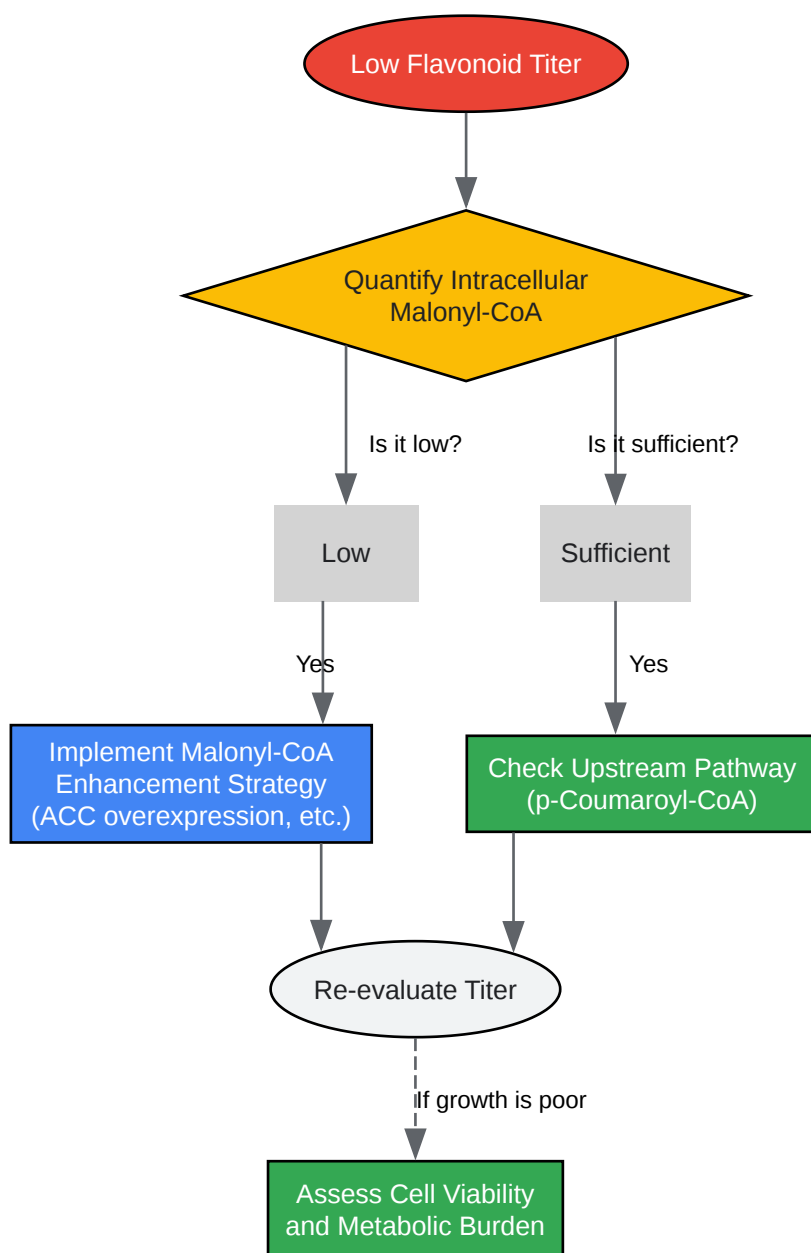 Low Flavonoid Titer
Quantify Intracellular
Malonyl-CoA
Is it low?
Is it sufficient?
Low
Sufficient
Yes
Yes
Implement Malonyl-CoA
Enhancement Strategy
(ACC overexpression, etc.)
Check Upstream Pathway
(p-Coumaroyl-CoA)
Re-evaluate Titer
If growth is poor
Assess Cell Viability
and Metabolic Burden